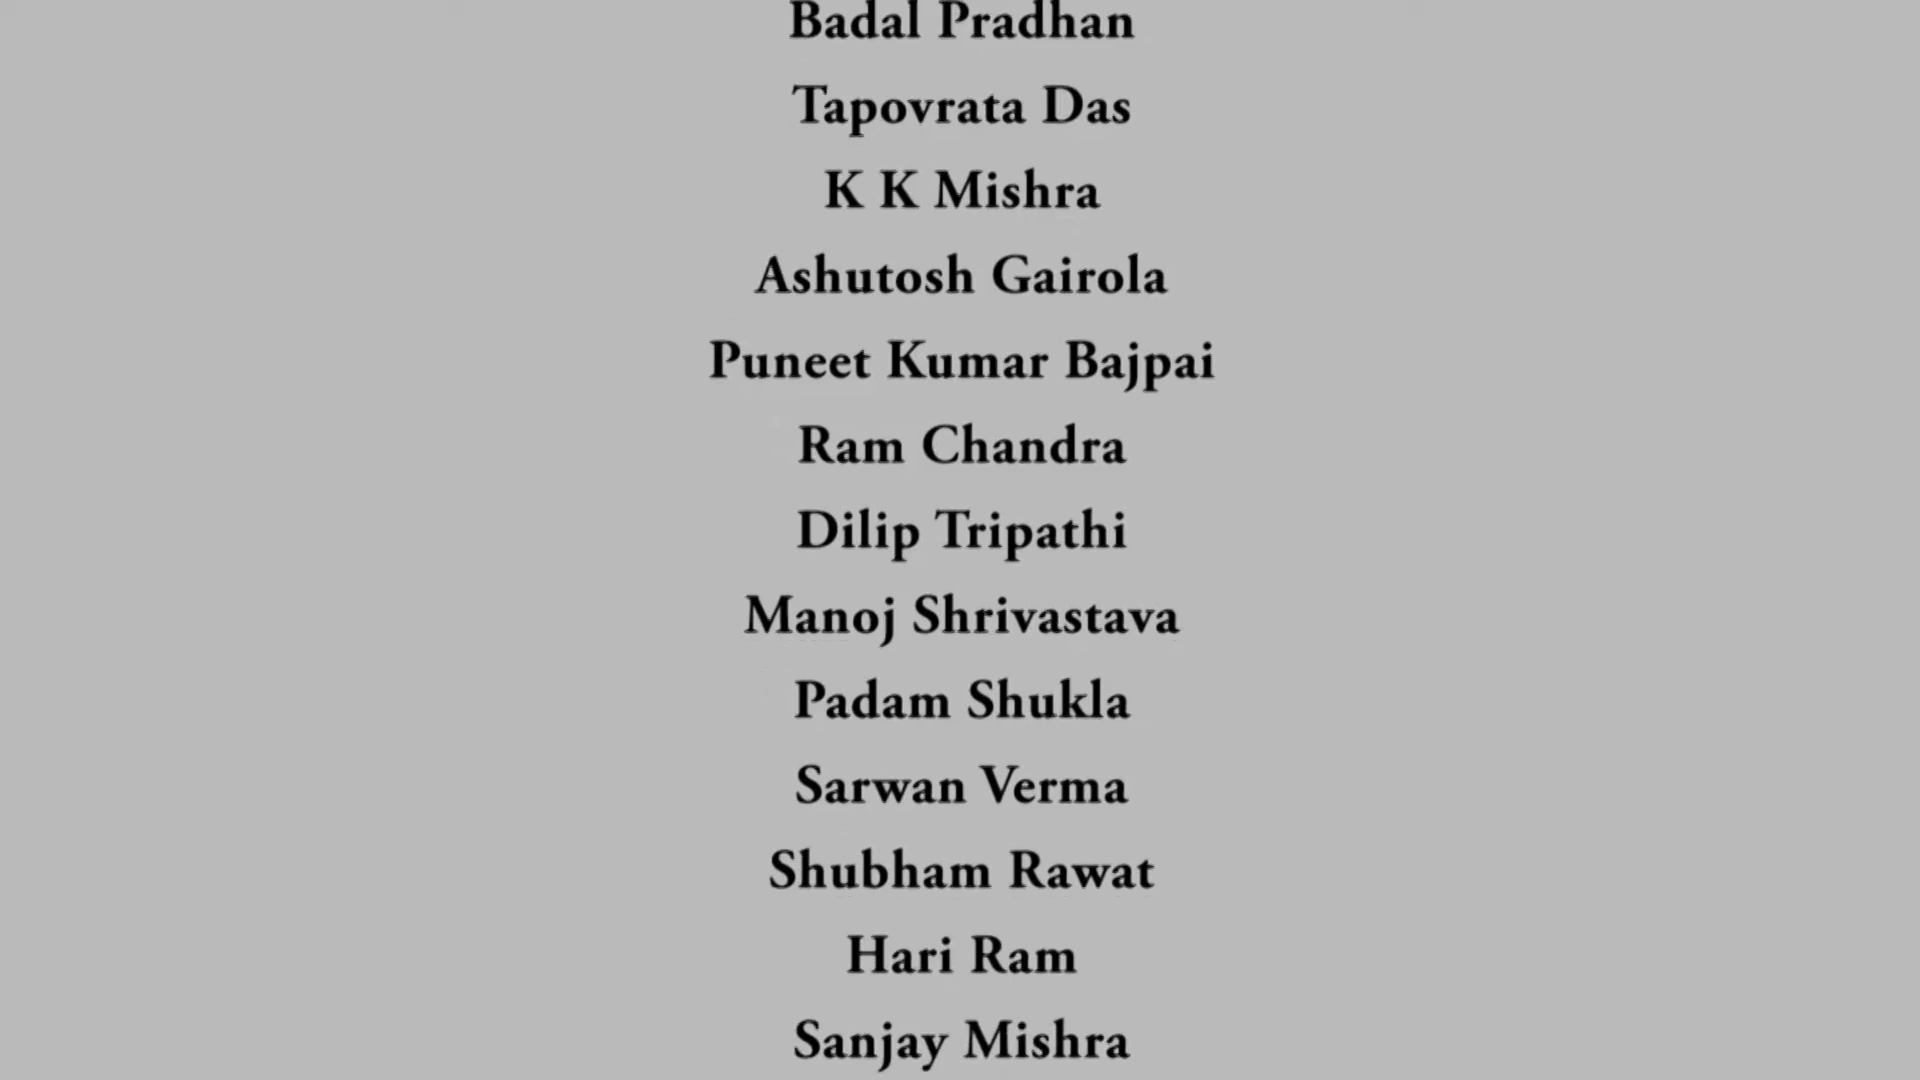 Badal Pradhan
Tapovrata Das
K K Mishra
Ashutosh Gairola
Puneet Kumar Bajpai
Ram Chandra
Dilip Tripathi
Manoj Shrivastava
Padam Shukla
Sarwan Verma
Shubham Rawat
Hari Ram
Sanjay Mishra